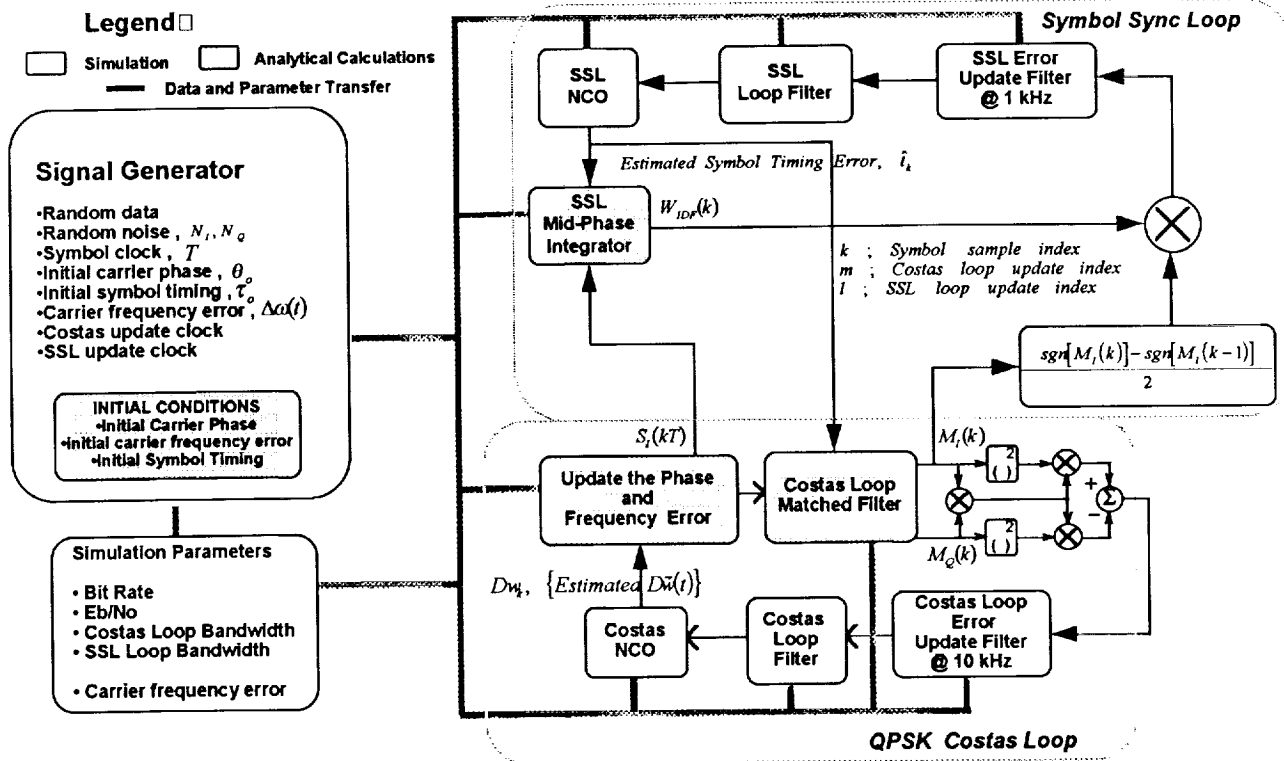 Legend
Simulation
Analytical Calculations
Data and Parameter Transfer
Signal Generator
•Random data
•Random noise , N_I, N_Q
•Symbol clock , T
•Initial carrier phase , θ_o
•Initial symbol timing , τ_o
•Carrier frequency error , Δω(t)
•Costas update clock
•SSL update clock
INITIAL CONDITIONS
•Initial Carrier Phase
•Initial carrier frequency error
•Initial Symbol Timing
Simulation Parameters
• Bit Rate
• Eb/No
• Costas Loop Bandwidth
• SSL Loop Bandwidth
• Carrier frequency error
Symbol Sync Loop
SSL
NCO
SSL
Loop Filter
SSL Error
Update Filter
@ 1 kHz
Estimated Symbol Timing Error, t̂_k
SSL
Mid-Phase
Integrator
W_IDF(k)
k ; Symbol sample index
m ; Costas loop update index
l ; SSL loop update index
sgn[M_I(k)] - sgn[M_I(k-1)]
2
S_i(kT)
Update the Phase
and
Frequency Error
Costas Loop
Matched Filter
M_I(k)
( )²
+
Σ
−
( )²
M_Q(k)
Dw_k, {Estimated Dw̃(t)}
Costas
NCO
Costas
Loop
Filter
Costas Loop
Error
Update Filter
@ 10 kHz
QPSK Costas Loop